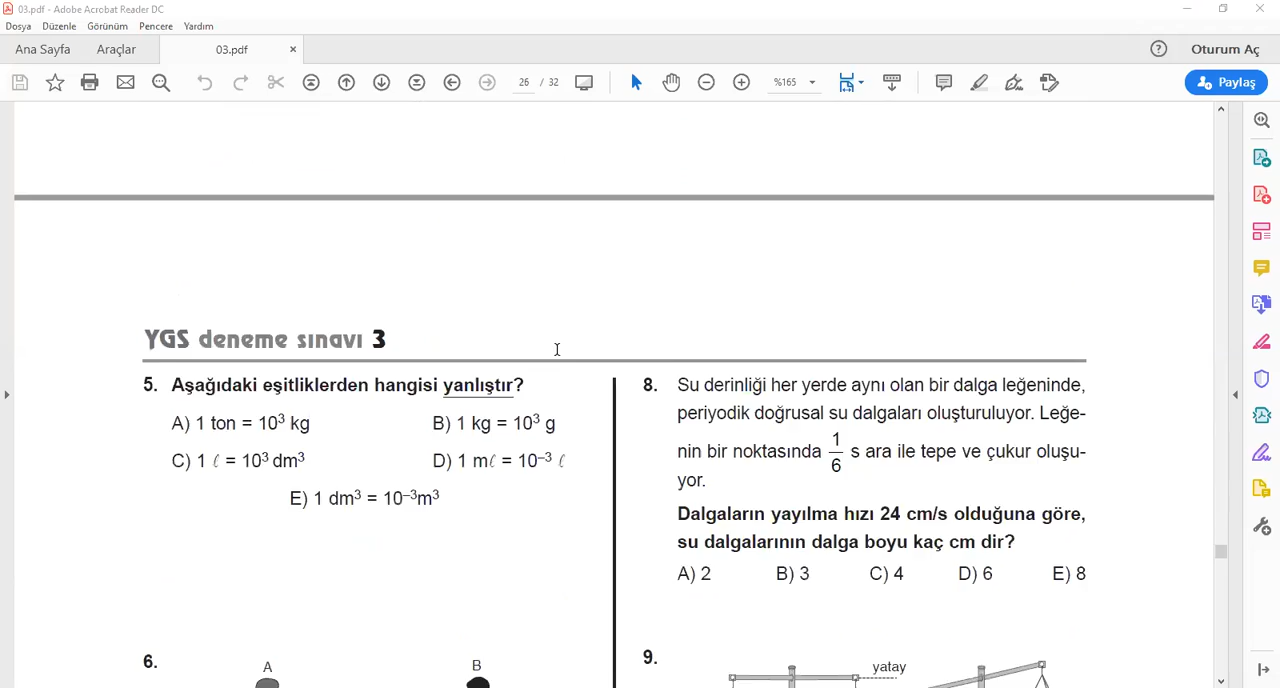 03.pdf - Adobe Acrobat Reader DC
Dosya Düzenle Görünüm Pencere Yardım
Ana Sayfa Araçlar 03.pdf × ? Oturum Aç
26 / 32 %165 Paylaş
YGS deneme sınavı 3
5. Aşağıdaki eşitliklerden hangisi yanlıştır?
A) 1 ton = 10³ kg B) 1 kg = 10³ g
C) 1 ℓ = 10³ dm³ D) 1 mℓ = 10⁻³ ℓ
E) 1 dm³ = 10⁻³m³
6. A B
8. Su derinliği her yerde aynı olan bir dalga leğeninde,
periyodik doğrusal su dalgaları oluşturuluyor. Leğe-
nin bir noktasında 1/6 s ara ile tepe ve çukur oluşu-
yor.
Dalgaların yayılma hızı 24 cm/s olduğuna göre,
su dalgalarının dalga boyu kaç cm dir?
A) 2 B) 3 C) 4 D) 6 E) 8
9. yatay